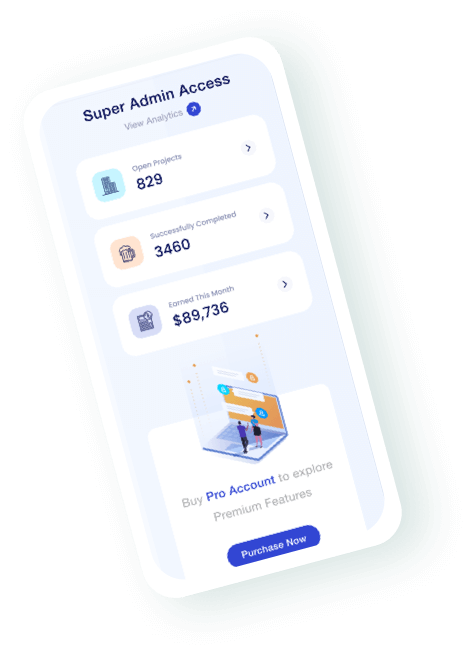 Super Admin Access
View Analytics
Open Projects
829
Successfully Completed
3460
Earned This Month
$89,736
Buy Pro Account to explore
Premium Features
Purchase Now